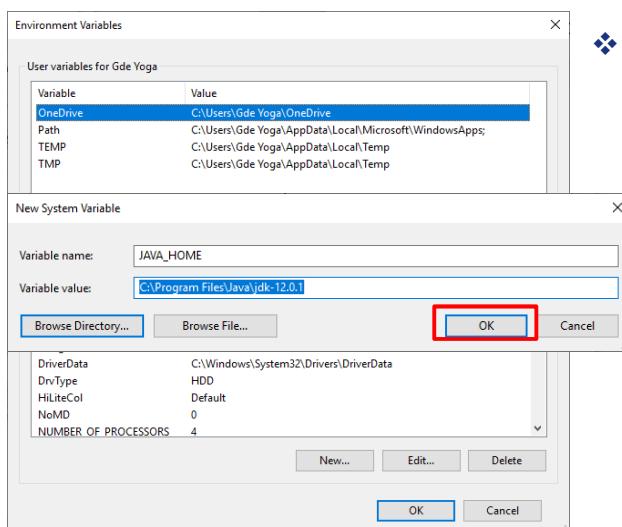 Environment Variables
User variables for Gde Yoga
Variable Value
OneDrive C:\Users\Gde Yoga\OneDrive
Path C:\Users\Gde Yoga\AppData\Local\Microsoft\WindowsApps;
TEMP C:\Users\Gde Yoga\AppData\Local\Temp
TMP C:\Users\Gde Yoga\AppData\Local\Temp
New System Variable
Variable name: JAVA_HOME
Variable value: C:\Program Files\Java\jdk-12.0.1
Browse Directory... Browse File... OK Cancel
DriverData C:\Windows\System32\Drivers\DriverData
DrvType HDD
HiLiteCol Default
NoMD 0
NUMBER OF PROCESSORS 4
New... Edit... Delete
OK Cancel